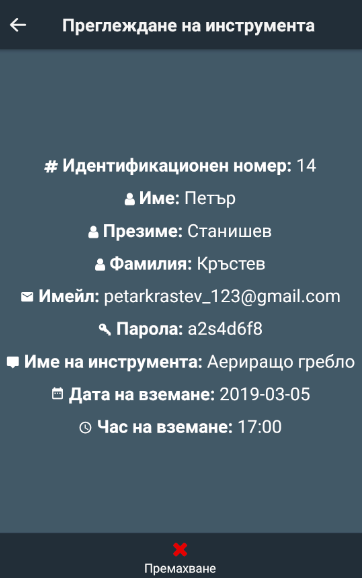 Преглеждане на инструмента
Идентификационен номер: 14
Име: Петър
Презиме: Станишев
Фамилия: Кръстев
Имейл: petarkrastev_123@gmail.com
Парола: a2s4d6f8
Име на инструмента: Аериращо гребло
Дата на вземане: 2019-03-05
Час на вземане: 17:00
Премахване